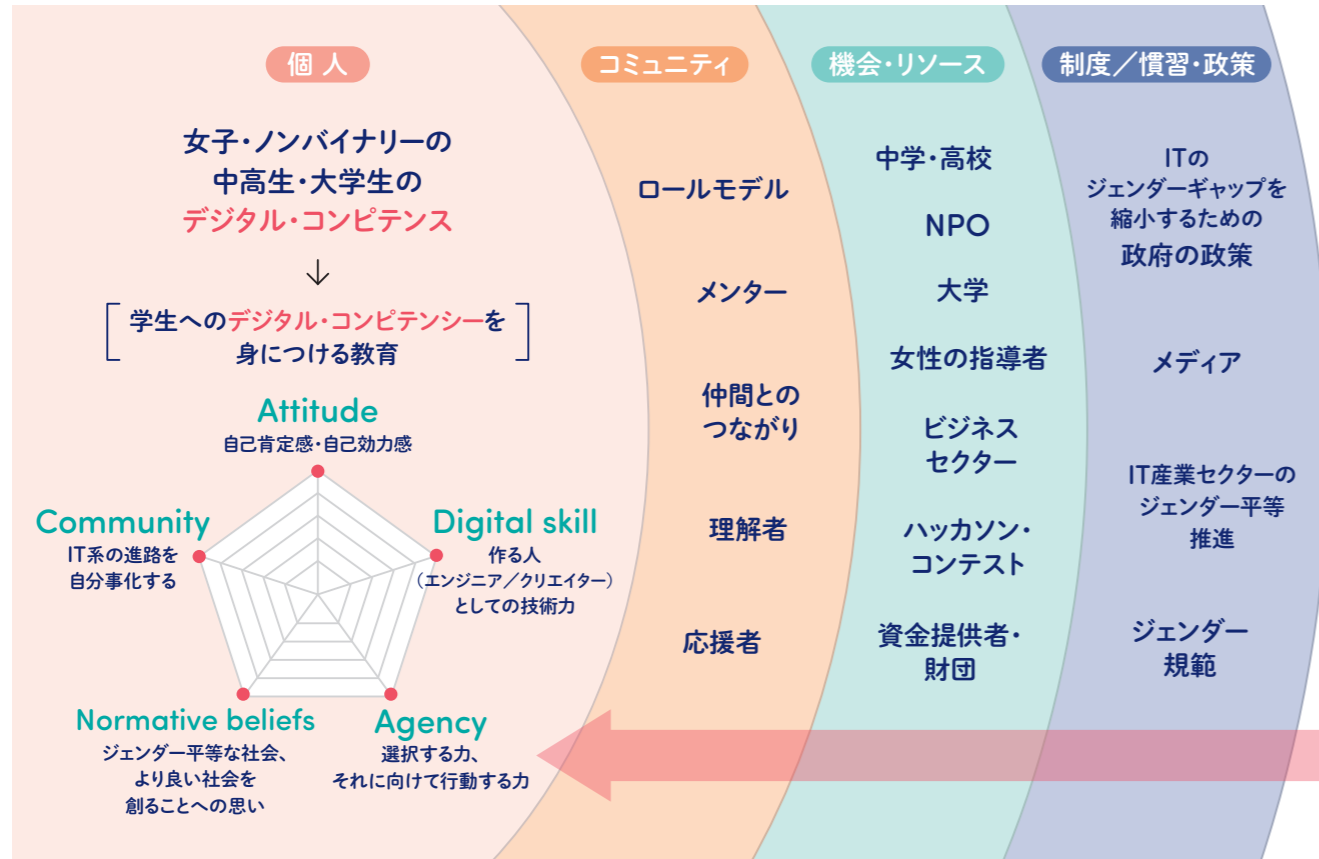 個人
女子・ノンバイナリーの
中高生・大学生の
デジタル・コンピテンス
↓
学生へのデジタル・コンピテンシーを
身につける教育
Attitude
自己肯定感・自己効力感
Community
IT系の進路を
自分事化する
Digital skill
作る人
（エンジニア／クリエイター）
としての技術力
Normative beliefs
ジェンダー平等な社会、
より良い社会を
創ることへの思い
Agency
選択する力、
それに向けて行動する力
コミュニティ
ロールモデル
メンター
仲間との
つながり
理解者
応援者
機会・リソース
中学・高校
NPO
大学
女性の指導者
ビジネス
セクター
ハッカソン・
コンテスト
資金提供者・
財団
制度／慣習・政策
ITの
ジェンダーギャップを
縮小するための
政府の政策
メディア
IT産業セクターの
ジェンダー平等
推進
ジェンダー
規範